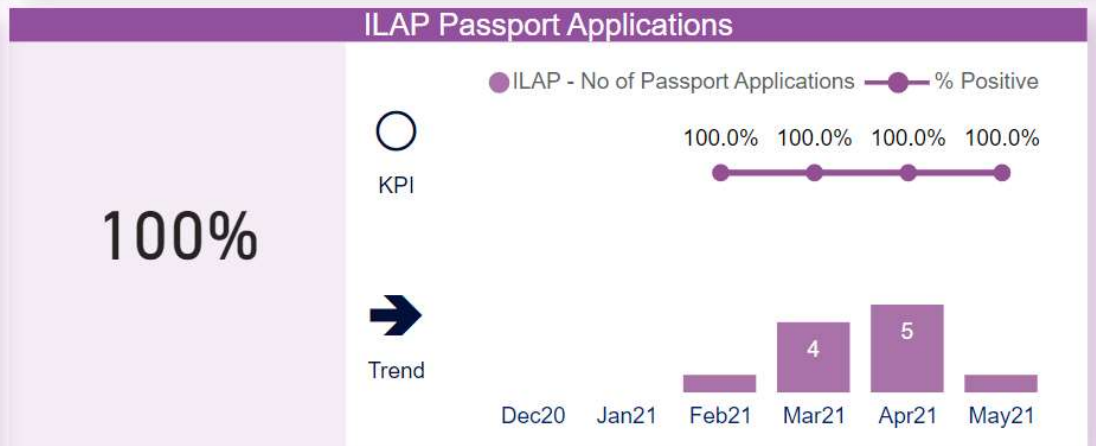 ILAP Passport Applications
ILAP - No of Passport Applications % Positive
100.0% 100.0% 100.0% 100.0%
KPI
100%
4 5
Trend
Dec20 Jan21 Feb21 Mar21 Apr21 May21